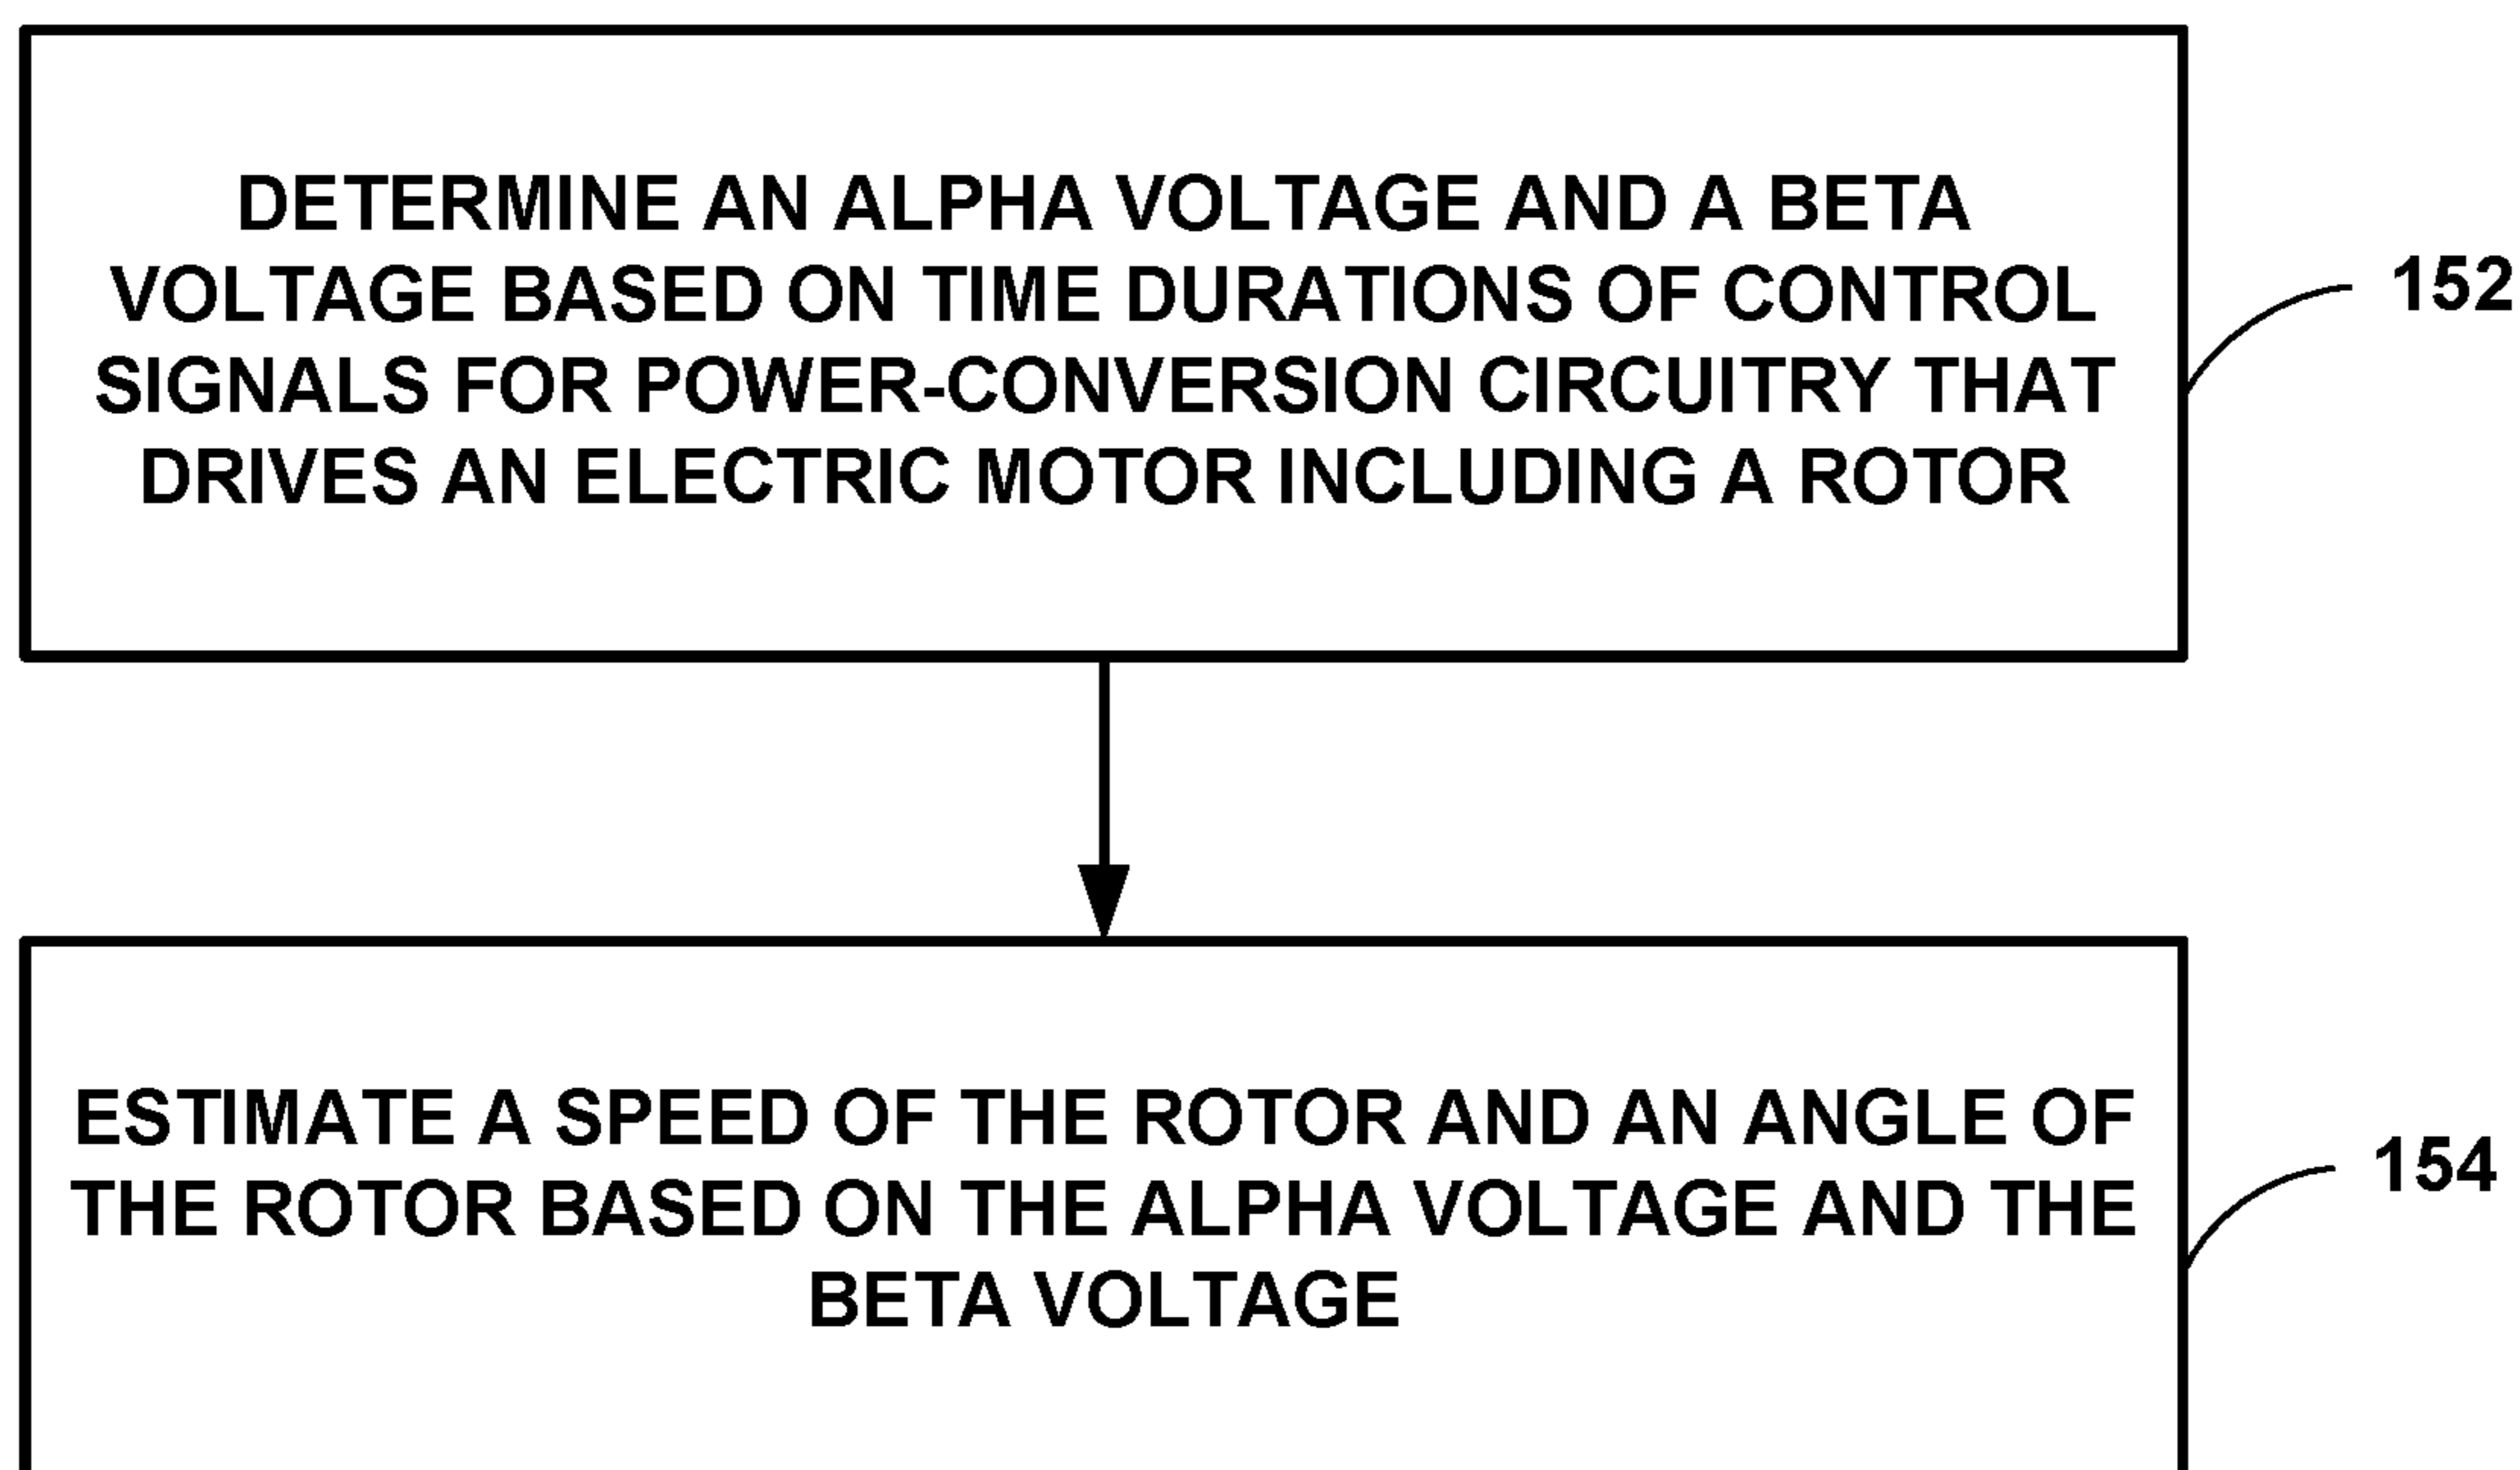 DETERMINE AN ALPHA VOLTAGE AND A BETA
VOLTAGE BASED ON TIME DURATIONS OF CONTROL
SIGNALS FOR POWER-CONVERSION CIRCUITRY THAT
DRIVES AN ELECTRIC MOTOR INCLUDING A ROTOR
152
ESTIMATE A SPEED OF THE ROTOR AND AN ANGLE OF
THE ROTOR BASED ON THE ALPHA VOLTAGE AND THE
BETA VOLTAGE
154